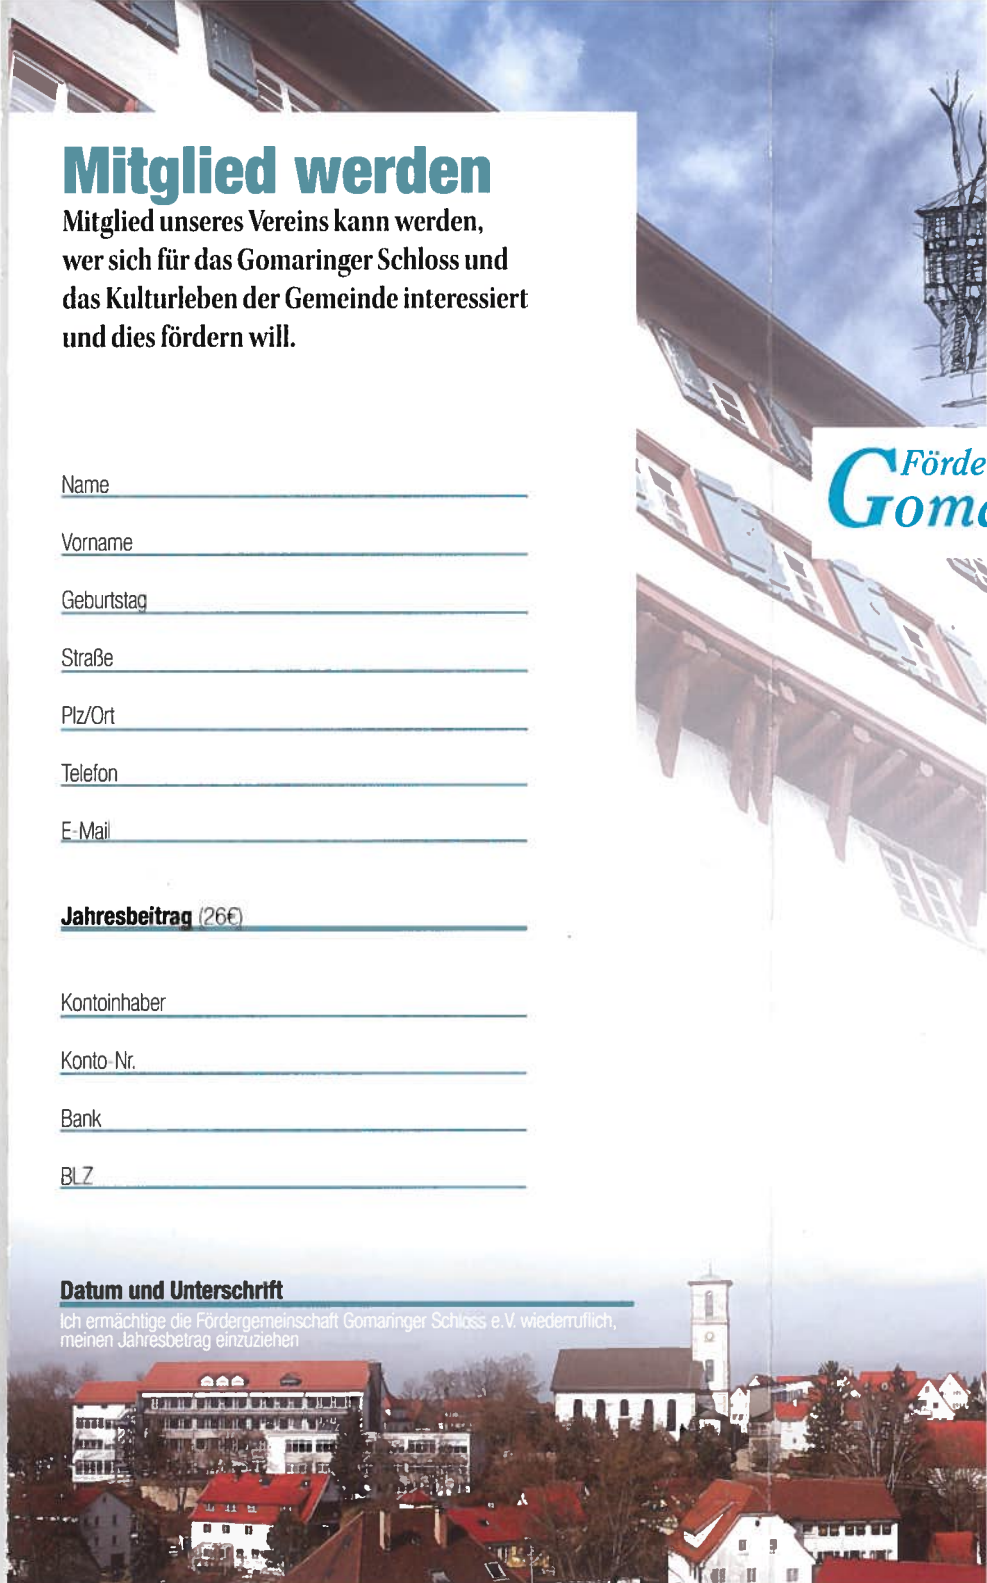 Mitglied werden
Mitglied unseres Vereins kann werden,
wer sich für das Gomaringer Schloss und
das Kulturleben der Gemeinde interessiert
und dies fördern will.
Name
Vorname
Geburtstag
Straße
Plz/Ort
Telefon
E-Mail
Jahresbeitrag (26€)
Kontoinhaber
Konto-Nr.
Bank
BLZ
Datum und Unterschrift
Ich ermächtige die Fördergemeinschaft Gomaringer Schloss e.V. wiederruflich,
meinen Jahresbetrag einzuziehen
Förde
Goma